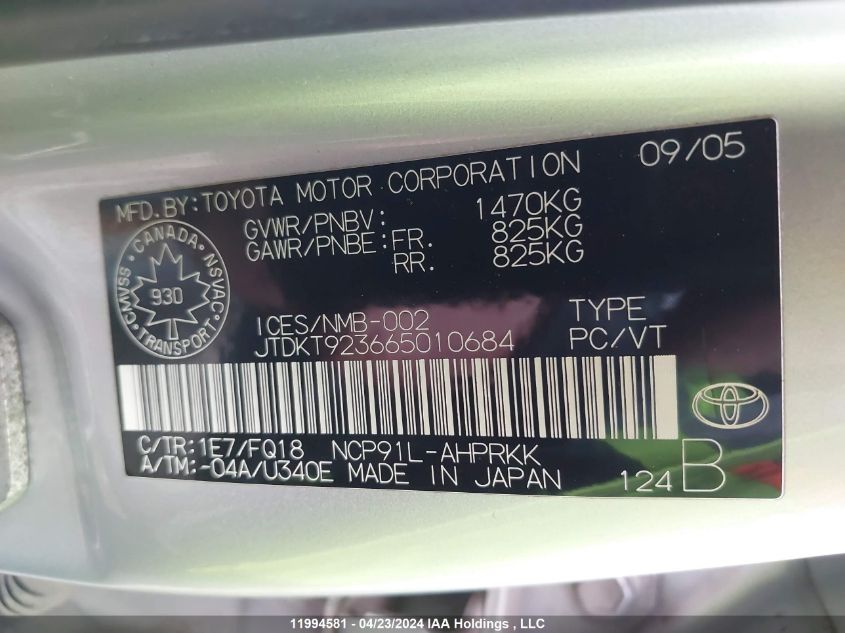 MFD.BY:TOYOTA MOTOR CORPORATION 09/05
GVWR/PNBV: 1470KG
GAWR/PNBE: FR. 825KG
RR. 825KG
CANADA
CMVSS NSVAC
930
TRANSPORT
ICES/NMB-002 TYPE
JTDKT923665010684 PC/VT
C/TR:1E7/FQ18 NCP91L-AHPRKK
A/TM:-04A/U340E MADE IN JAPAN 124 B
11994581 - 04/23/2024 IAA Holdings , LLC